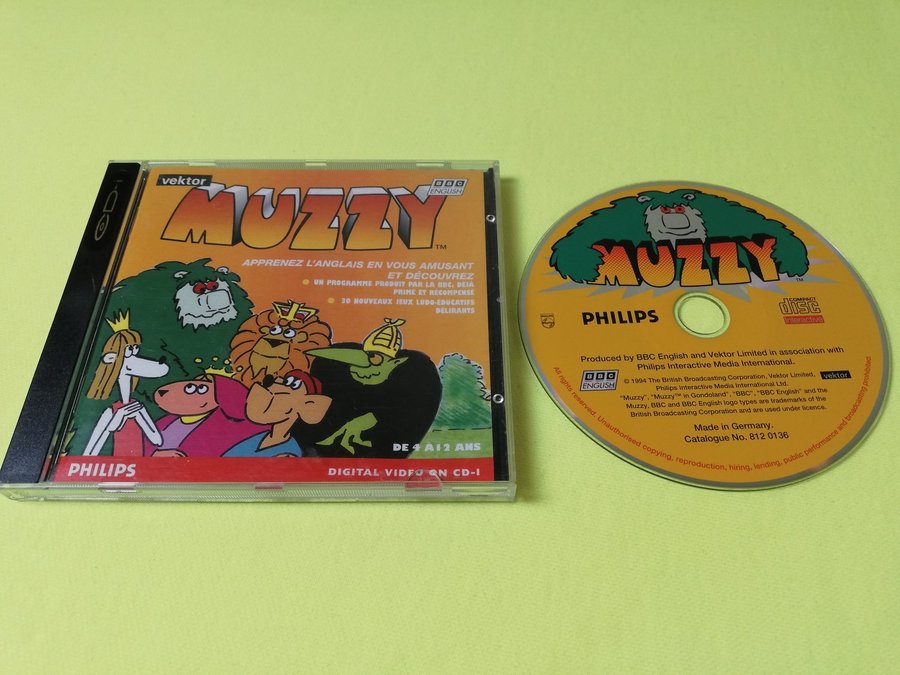 CD-i
vektor
BBC
ENGLISH
MUZZY™
APPRENEZ L'ANGLAIS EN VOUS AMUSANT
ET DÉCOUVREZ
• UN PROGRAMME PRODUIT PAR LA BBC, DÉJÀ
PRIMÉ ET RÉCOMPENSÉ
• 30 NOUVEAUX JEUX LUDO-ÉDUCATIFS
DÉLIRANTS
DE 4 À 12 ANS
PHILIPS
DIGITAL VIDEO ON CD-I
MUZZY™
PHILIPS
COMPACT
disc
Interactive
Produced by BBC English and Vektor Limited in association with
Philips Interactive Media International.
BBC
ENGLISH
© 1994 The British Broadcasting Corporation, Vektor Limited,
Philips Interactive Media International Ltd.
vektor
"Muzzy", "Muzzy™ in Gondoland", "BBC", "BBC English" and the
Muzzy, BBC and BBC English logo types are trademarks of the
British Broadcasting Corporation and are used under licence.
Made in Germany.
Catalogue No. 812 0136
All rights reserved. Unauthorised copying, reproduction, hiring, lending, public performance and broadcasting prohibited